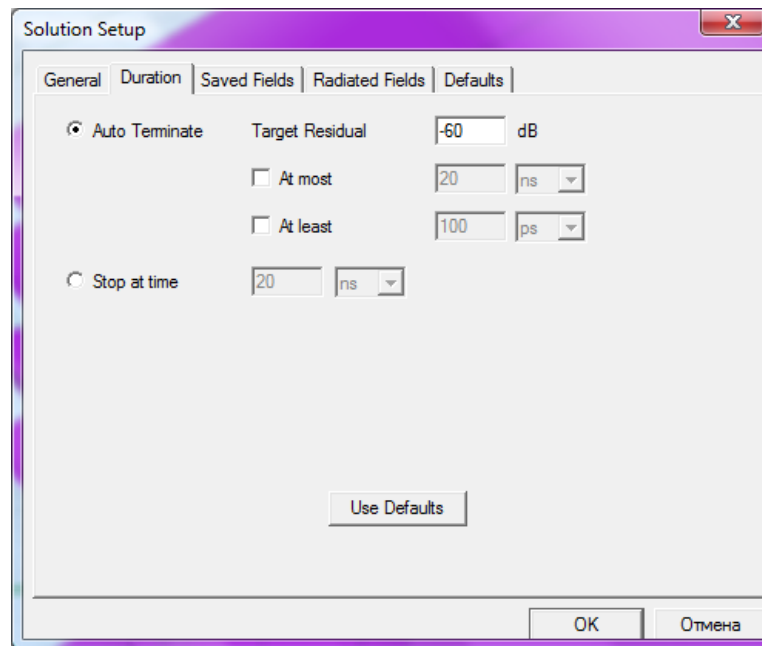 Solution Setup
General Duration Saved Fields Radiated Fields Defaults
Auto Terminate Target Residual -60 dB
At most 20 ns
At least 100 ps
Stop at time 20 ns
Use Defaults
OK Отмена